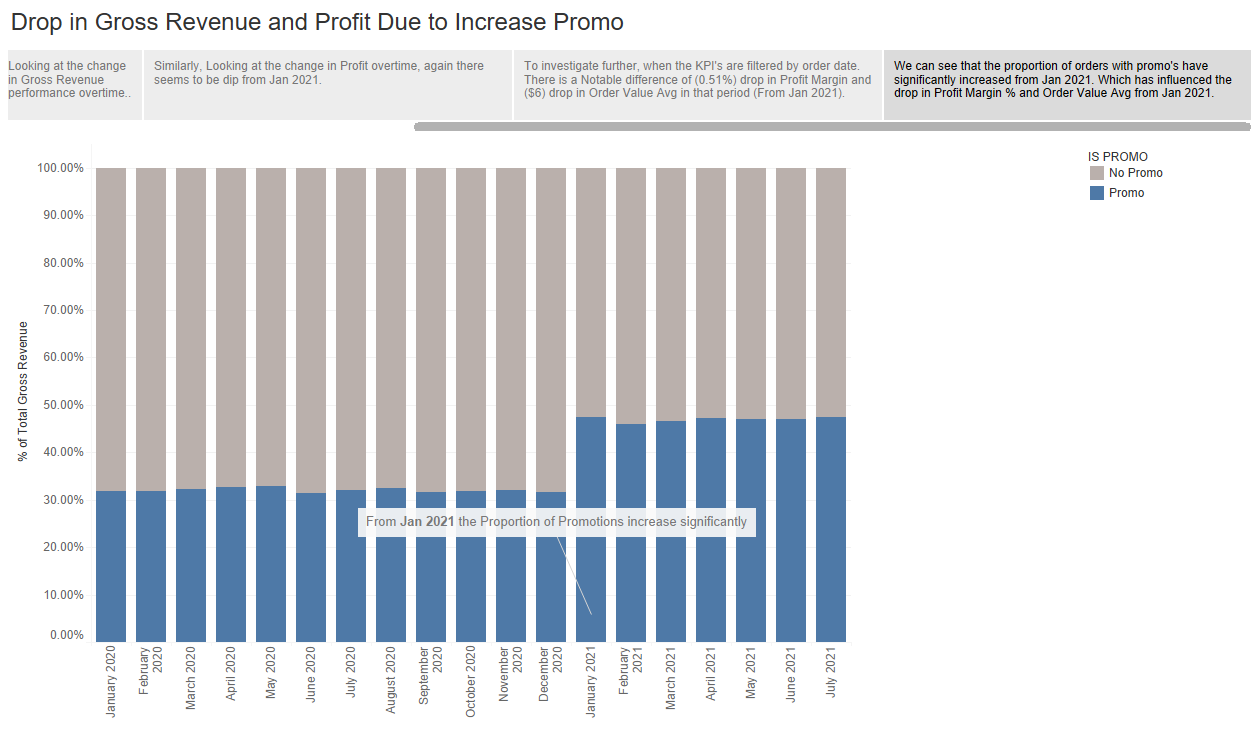 Drop in Gross Revenue and Profit Due to Increase Promo
Looking at the change
in Gross Revenue
performance overtime..
Similarly, Looking at the change in Profit overtime, again there
seems to be dip from Jan 2021.
To investigate further, when the KPI's are filtered by order date.
There is a Notable difference of (0.51%) drop in Profit Margin and
($6) drop in Order Value Avg in that period (From Jan 2021).
We can see that the proportion of orders with promo's have
significantly increased from Jan 2021. Which has influenced the
drop in Profit Margin % and Order Value Avg from Jan 2021.
IS PROMO
No Promo
Promo
% of Total Gross Revenue
100.00%
90.00%
80.00%
70.00%
60.00%
50.00%
40.00%
30.00%
20.00%
10.00%
0.00%
From Jan 2021 the Proportion of Promotions increase significantly
January 2020
February
2020
March 2020
April 2020
May 2020
June 2020
July 2020
August 2020
September
2020
October 2020
November
2020
December
2020
January 2021
February
2021
March 2021
April 2021
May 2021
June 2021
July 2021